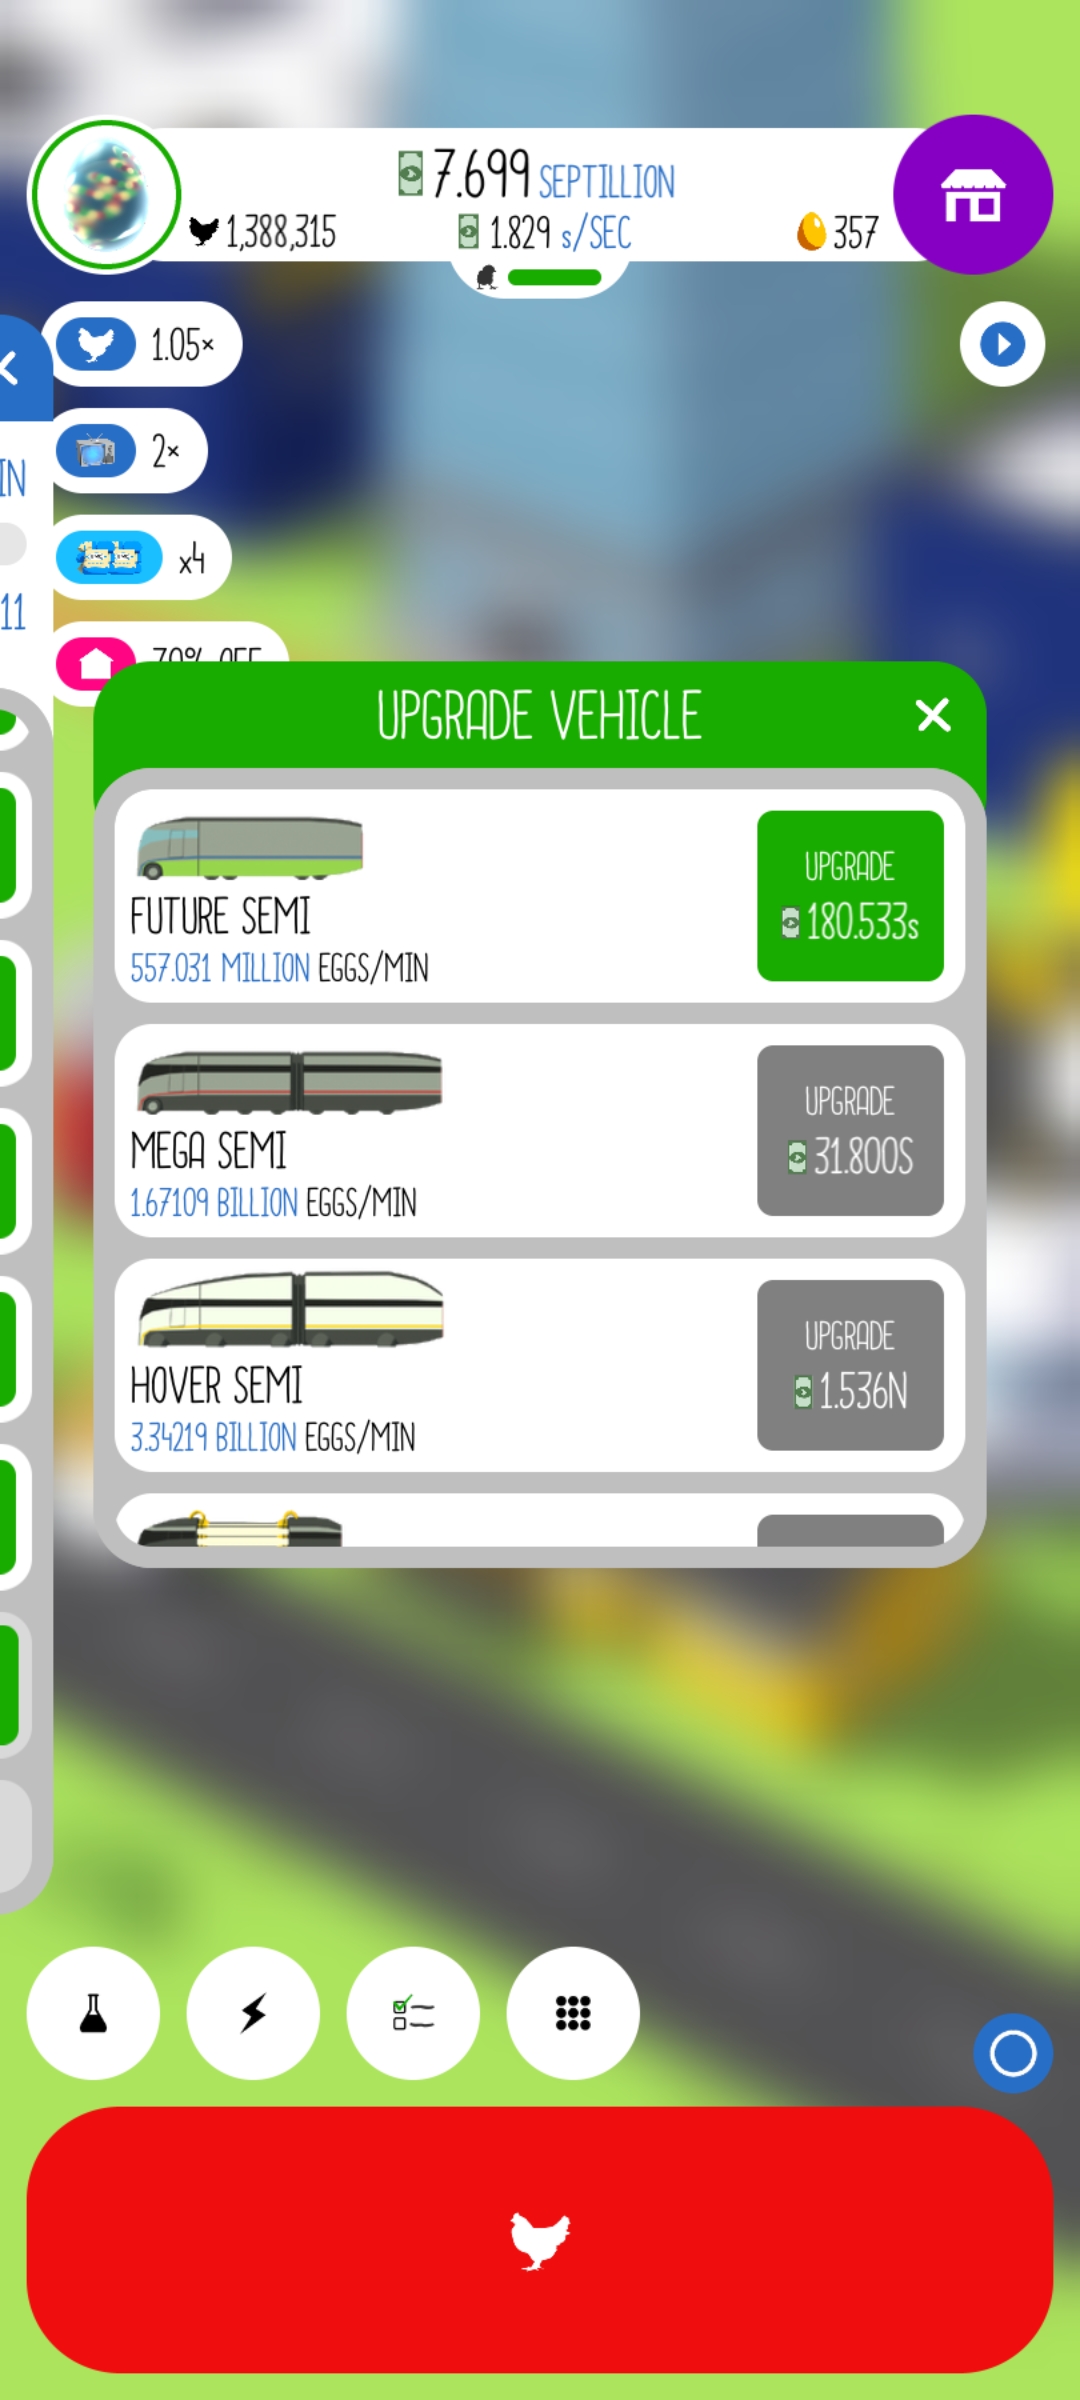 7.699 SEPTILLION
1,388,315
1.829 s/SEC
357
1.05×
2×
IN
x4
11
70% OFF
UPGRADE VEHICLE
FUTURE SEMI
557.031 MILLION EGGS/MIN
UPGRADE
180.533s
MEGA SEMI
1.67109 BILLION EGGS/MIN
UPGRADE
31.800S
HOVER SEMI
3.34219 BILLION EGGS/MIN
UPGRADE
1.536N